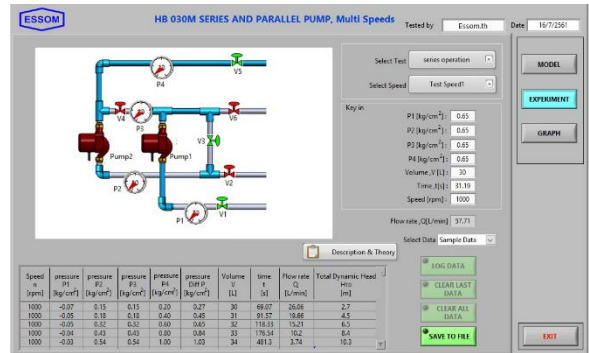 ESSOM
HB 030M SERIES AND PARALLEL PUMP, Multi Speeds
Tested by Essom.th
Date 16/7/2561
Select Test series operation
Select Speed Test Speed1
MODEL
EXPERIMENT
GRAPH
P4
V5
V4
P3
V6
V3
Pump2
Pump1
P2
V2
P1
V1
Key in
P1 [kg/cm²] : 0.65
P2 [kg/cm²] : 0.65
P3 [kg/cm²] : 0.65
P4 [kg/cm²] : 0.65
Volume ,V [L] : 30
Time ,t[s] : 31.19
Speed [rpm] : 1000
Flow rate ,Q[L/min] 57.71
Description & Theory
Select Data Sample Data
LOG DATA
CLEAR LAST
DATA
CLEAR ALL
DATA
SAVE TO FILE
EXIT
Speed n [rpm] pressure P1 [kg/cm²] pressure P2 [kg/cm²] pressure P3 [kg/cm²] pressure P4 [kg/cm²] pressure Diff P [kg/cm²] Volume V [L] time t [s] Flow rate Q [L/min] Total Dynamic Head [m]
1000 -0.07 0.15 0.15 0.20 0.27 30 69.07 26.06 2.7
1000 -0.05 0.18 0.18 0.40 0.45 31 91.57 19.66 4.5
1000 -0.05 0.32 0.32 0.60 0.65 32 118.33 15.21 6.5
1000 -0.04 0.43 0.43 0.80 0.84 33 176.54 10.2 8.4
1000 -0.03 0.54 0.54 1.00 1.03 34 481.3 3.74 10.3